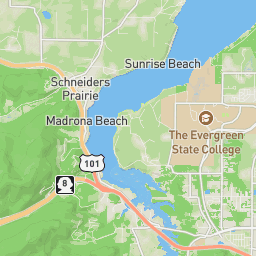 Sunrise Beach
Schneiders
Prairie
Madrona Beach
The Evergreen
State College
101
8